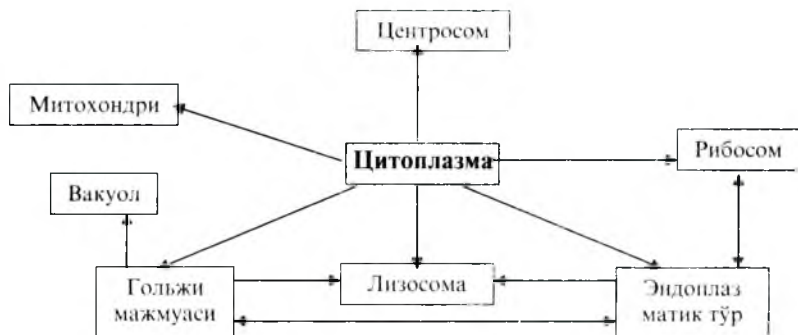 Центросом
Митохондри
Цитоплазма
Рибосом
Вакуол
Гольжи
мажмуаси
Лизосома
Эндоплаз
матик тўр